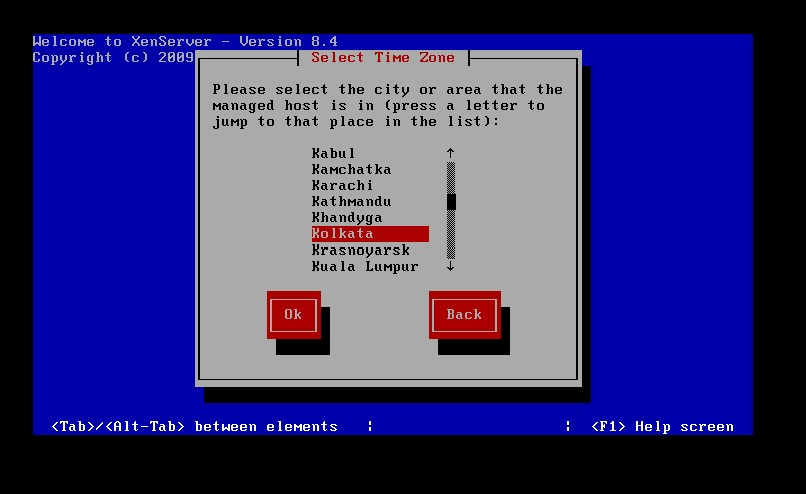 Welcome to XenServer - Version 8.4
Copyright (c) 2009
Select Time Zone
Please select the city or area that the
managed host is in (press a letter to
jump to that place in the list):
Kabul ↑
Kamchatka
Karachi
Kathmandu
Khandyga
Kolkata
Krasnoyarsk
Kuala Lumpur ↓
Ok Back
<Tab>/<Alt-Tab> between elements ¦ ¦ <F1> Help screen